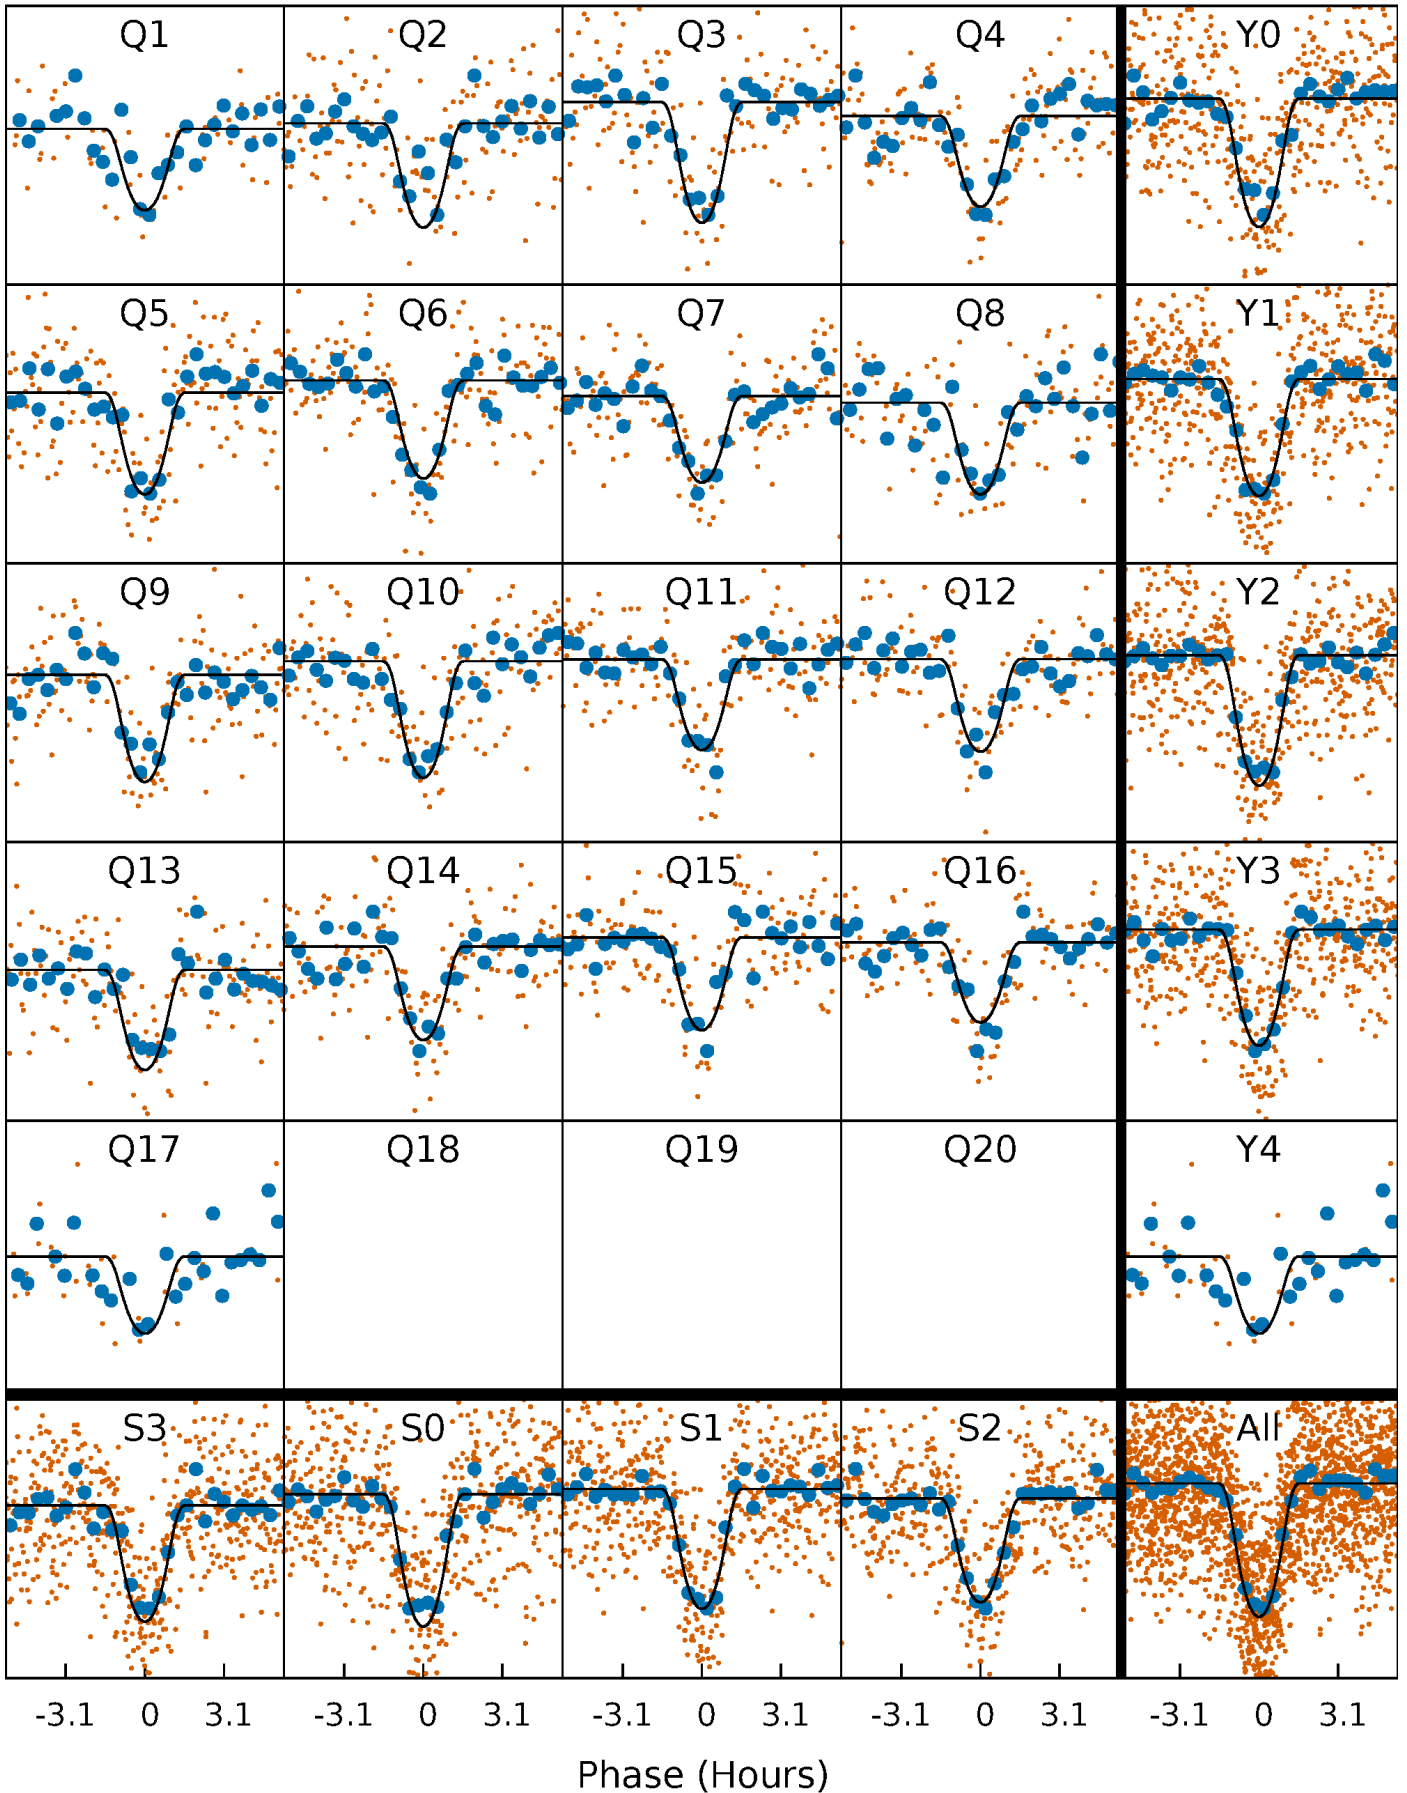 Q1 Q2 Q3 Q4 Y0
Q5 Q6 Q7 Q8 Y1
Q9 Q10 Q11 Q12 Y2
Q13 Q14 Q15 Q16 Y3
Q17 Q18 Q19 Q20 Y4
S3 S0 S1 S2 All
-3.1 0 3.1 -3.1 0 3.1 -3.1 0 3.1 -3.1 0 3.1 -3.1 0 3.1
Phase (Hours)